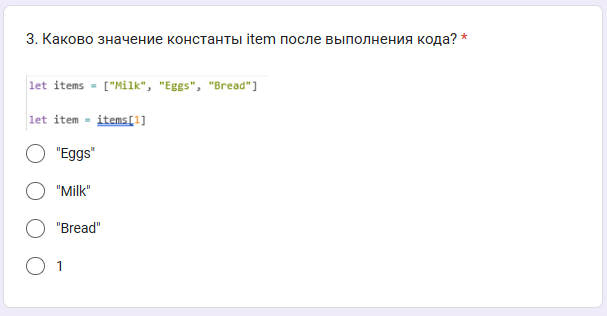 3. Каково значение константы item после выполнения кода? *
let items = ["Milk", "Eggs", "Bread"]
let item = items[1]
"Eggs"
"Milk"
"Bread"
1